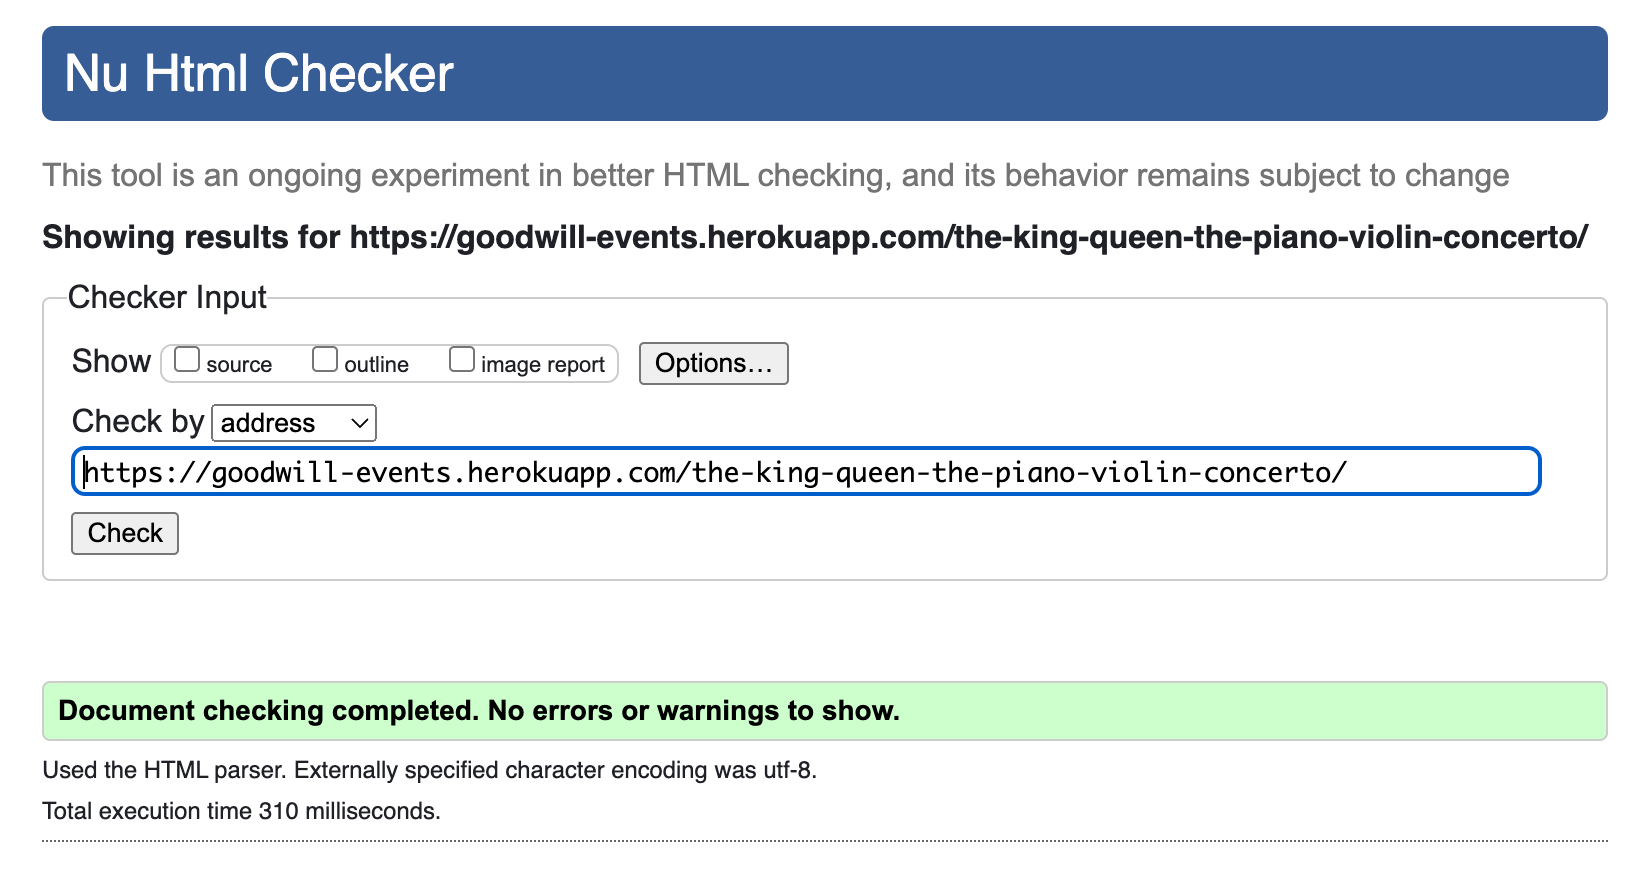 Nu Html Checker
This tool is an ongoing experiment in better HTML checking, and its behavior remains subject to change
Showing results for https://goodwill-events.herokuapp.com/the-king-queen-the-piano-violin-concerto/
Checker Input
Show source outline image report Options…
Check by address
https://goodwill-events.herokuapp.com/the-king-queen-the-piano-violin-concerto/
Check
Document checking completed. No errors or warnings to show.
Used the HTML parser. Externally specified character encoding was utf-8.
Total execution time 310 milliseconds.